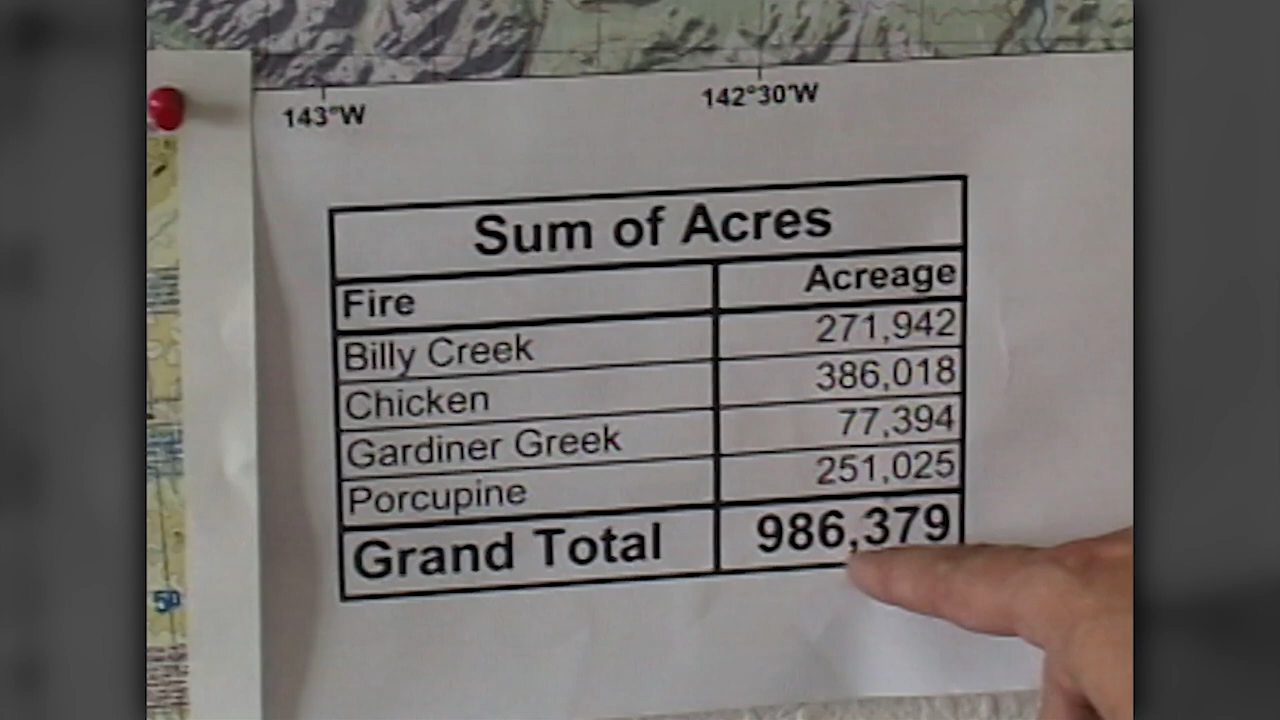 143°W
142°30'W
Sum of Acres
Fire Acreage
Billy Creek 271,942
Chicken 386,018
Gardiner Greek 77,394
Porcupine 251,025
Grand Total 986,379
50